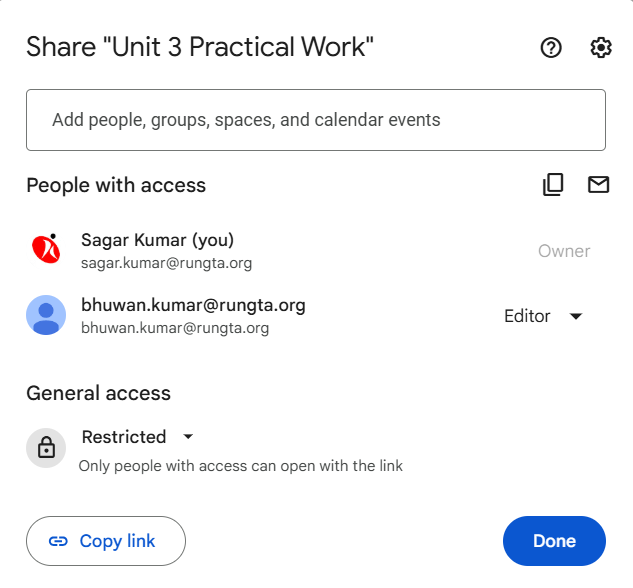 Share "Unit 3 Practical Work"
Add people, groups, spaces, and calendar events
People with access
Sagar Kumar (you)
sagar.kumar@rungta.org
Owner
bhuwan.kumar@rungta.org
bhuwan.kumar@rungta.org
Editor
General access
Restricted
Only people with access can open with the link
Copy link
Done